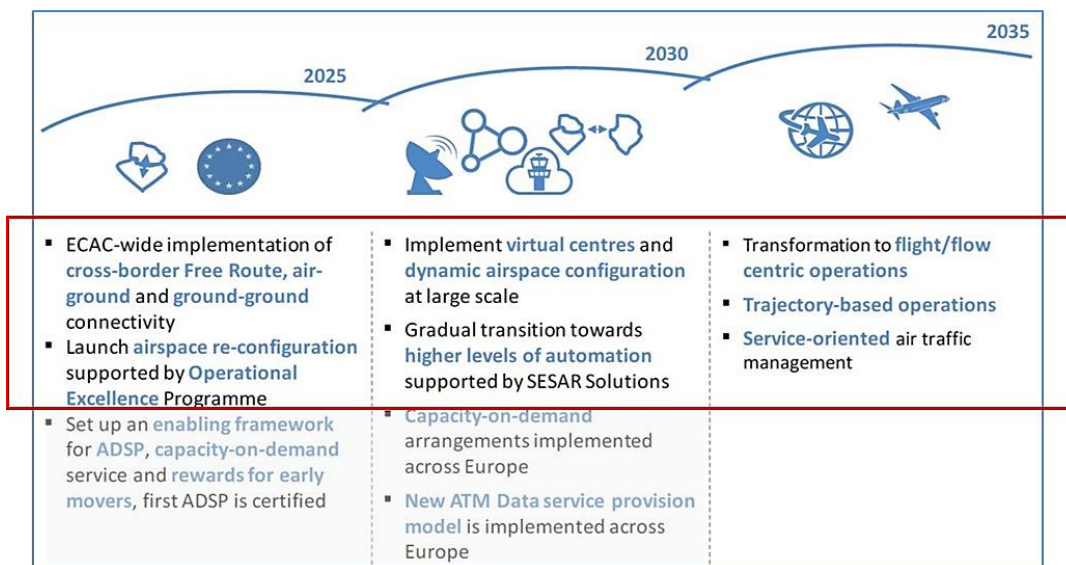 2025
2030
2035
▪ ECAC-wide implementation of
cross-border Free Route, air-
ground and ground-ground
connectivity
▪ Launch airspace re-configuration
supported by Operational
Excellence Programme
▪ Set up an enabling framework
for ADSP, capacity-on-demand
service and rewards for early
movers, first ADSP is certified
▪ Implement virtual centres and
dynamic airspace configuration
at large scale
▪ Gradual transition towards
higher levels of automation
supported by SESAR Solutions
▪ Capacity-on-demand
arrangements implemented
across Europe
▪ New ATM Data service provision
model is implemented across
Europe
▪ Transformation to flight/flow
centric operations
▪ Trajectory-based operations
▪ Service-oriented air traffic
management